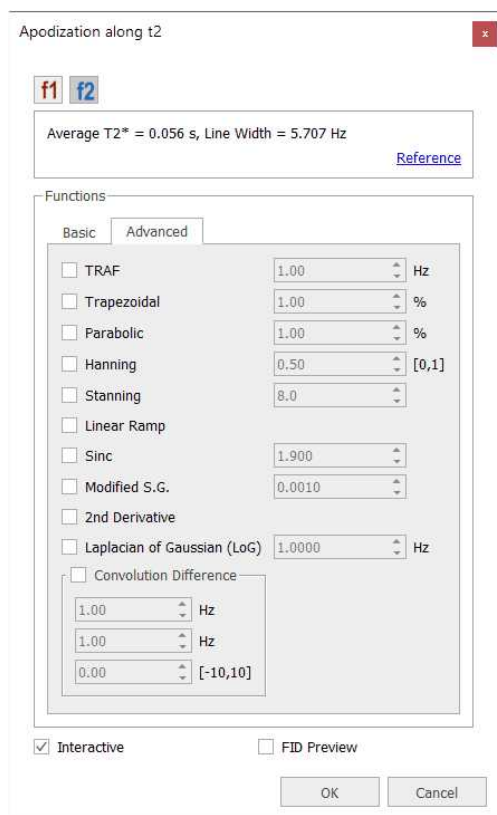 Apodization along t2
x
f1 f2
Average T2* = 0.056 s, Line Width = 5.707 Hz
Reference
Functions
Basic Advanced
TRAF 1.00 Hz
Trapezoidal 1.00 %
Parabolic 1.00 %
Hanning 0.50 [0,1]
Stanning 8.0
Linear Ramp
Sinc 1.900
Modified S.G. 0.0010
2nd Derivative
Laplacian of Gaussian (LoG) 1.0000 Hz
Convolution Difference
1.00 Hz
1.00 Hz
0.00 [-10,10]
Interactive FID Preview
OK Cancel